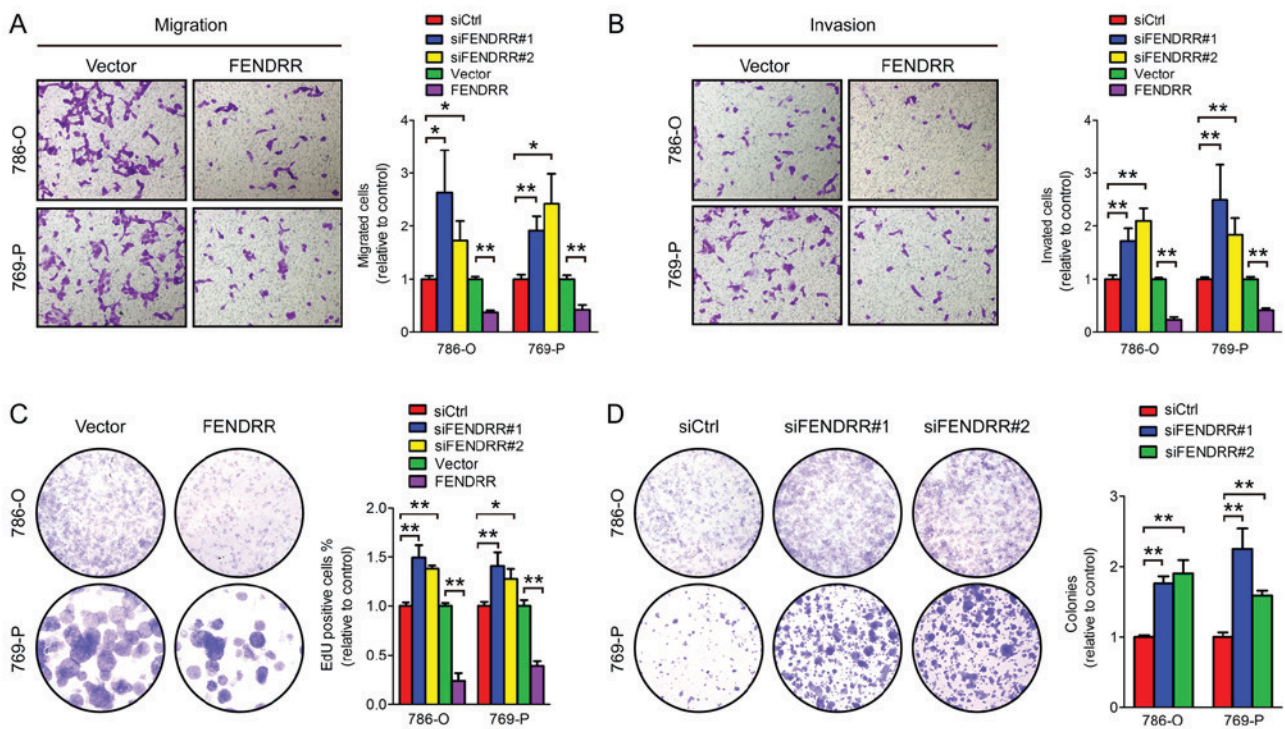 A
Migration
Vector FENDRR
786-O
769-P
siCtrl
siFENDRR#1
siFENDRR#2
Vector
FENDRR
Migrated cells
(relative to control)
4
3
2
1
0
* * ** ** * **
786-O 769-P
B
Invasion
Vector FENDRR
786-O
769-P
siCtrl
siFENDRR#1
siFENDRR#2
Vector
FENDRR
Invated cells
(relative to control)
4
3
2
1
0
** ** ** ** ** **
786-O 769-P
C
Vector FENDRR
786-O
769-P
siCtrl
siFENDRR#1
siFENDRR#2
Vector
FENDRR
EdU positive cells %
(relative to control)
2.0
1.5
1.0
0.5
0.0
** ** ** ** * **
786-O 769-P
D
siCtrl siFENDRR#1 siFENDRR#2
786-O
769-P
siCtrl
siFENDRR#1
siFENDRR#2
Colonies
(relative to control)
3
2
1
0
** ** ** **
786-O 769-P